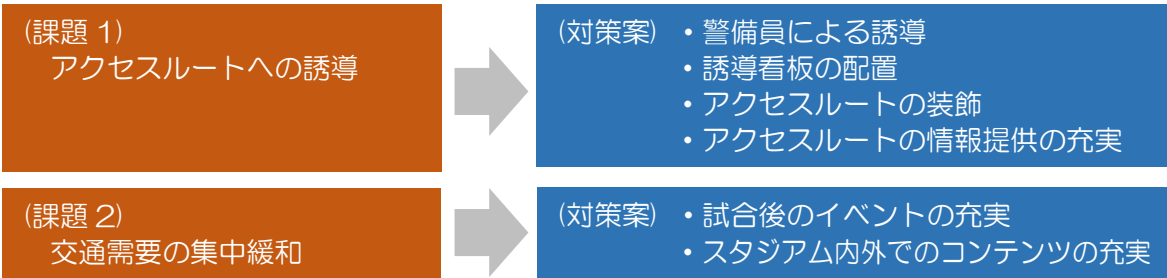 (課題 1)
アクセスルートへの誘導
(対策案) ・警備員による誘導
・誘導看板の配置
・アクセスルートの装飾
・アクセスルートの情報提供の充実
(課題 2)
交通需要の集中緩和
(対策案) ・試合後のイベントの充実
・スタジアム内外でのコンテンツの充実